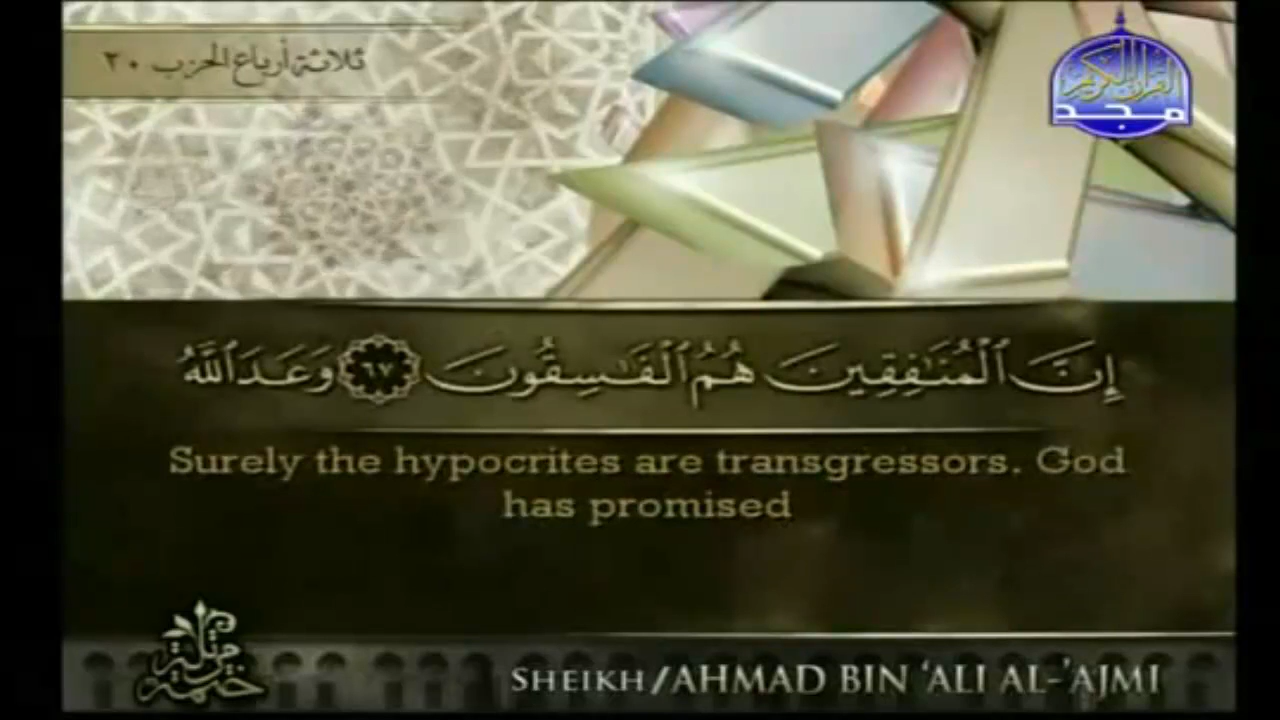 ثلاثة أرباع الحزب ٢٠
القرآن الكريم
مجد
إِنَّ ٱلْمُنَٰفِقِينَ هُمُ ٱلْفَٰسِقُونَ ٦٧ وَعَدَ ٱللَّهُ
Surely the hypocrites are transgressors. God
has promised
ختمة
مرتلة
SHEIKH/AHMAD BIN ‘ALI AL-’AJMI